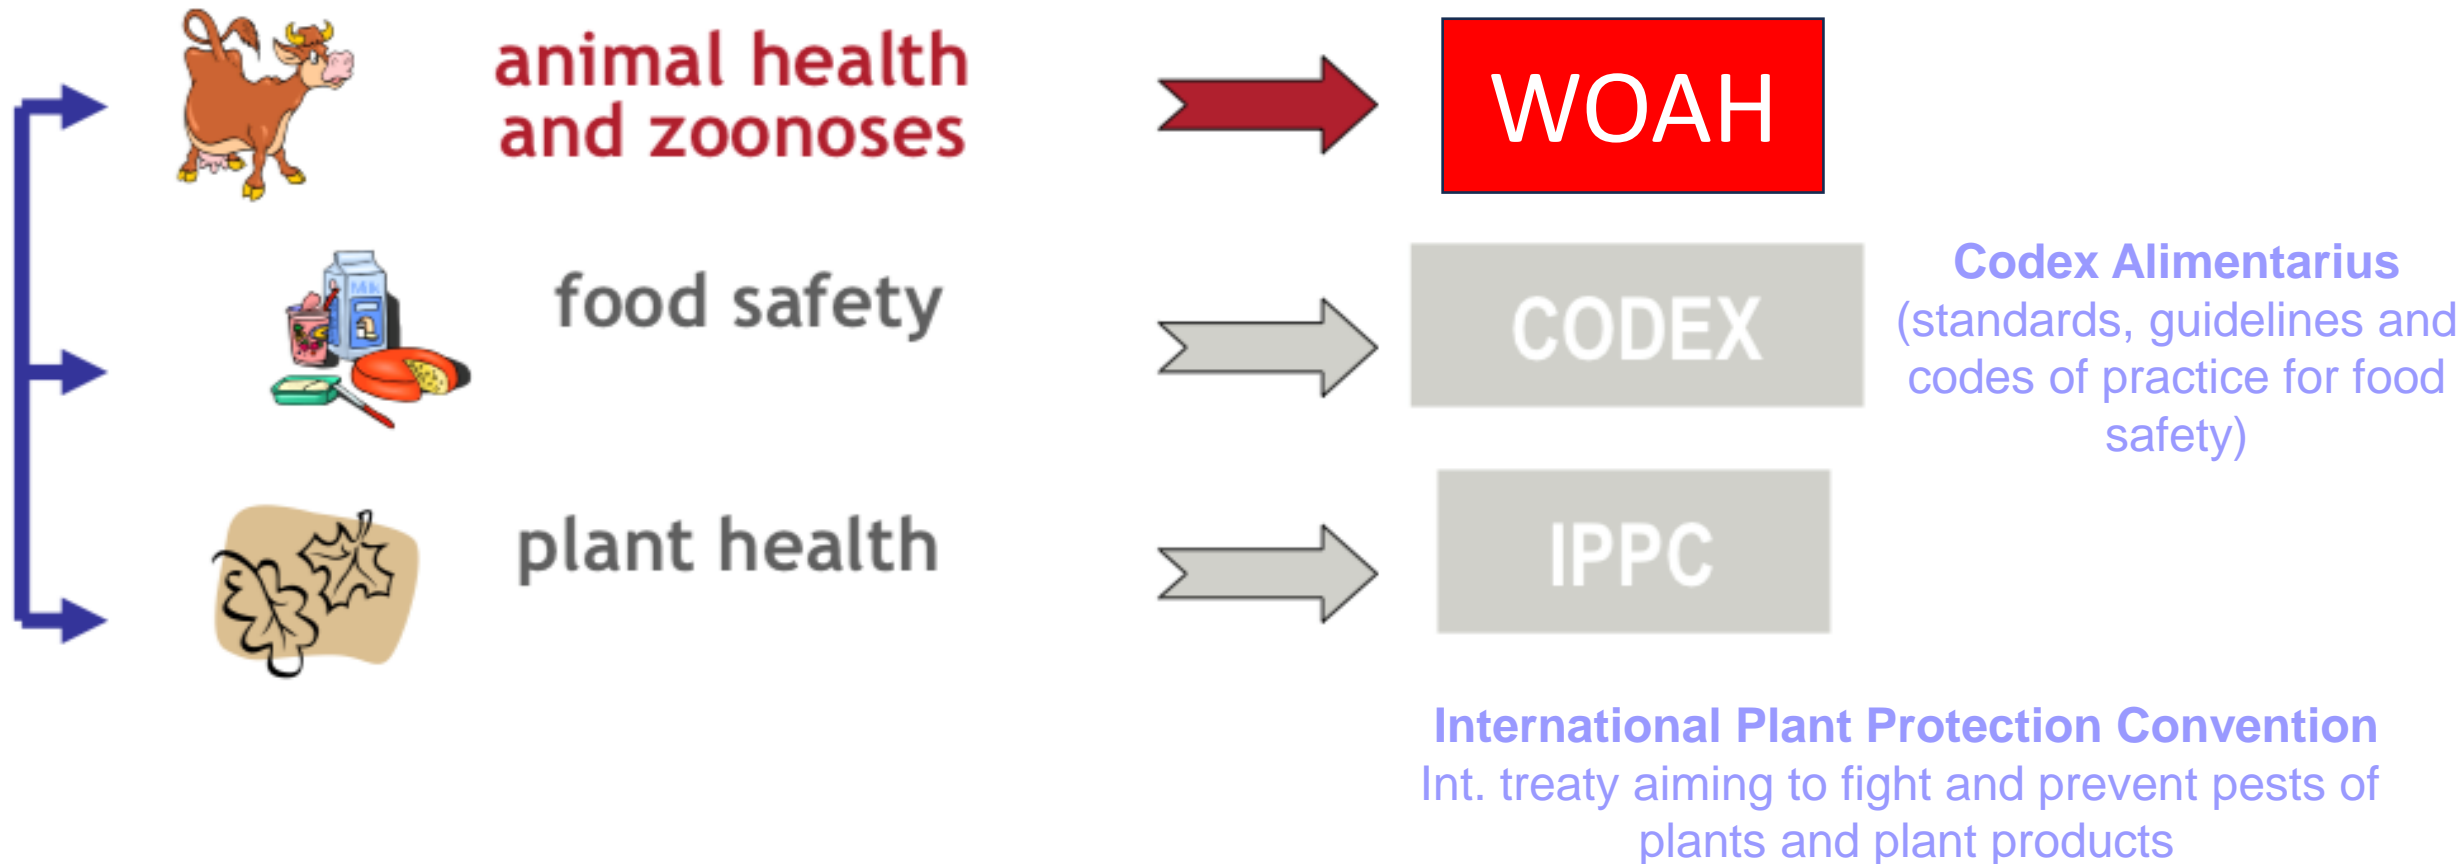 animal health
and zoonoses
WOAH
food safety
Milk
CODEX
Codex Alimentarius
(standards, guidelines and
codes of practice for food
safety)
plant health
IPPC
International Plant Protection Convention
Int. treaty aiming to fight and prevent pests of
plants and plant products